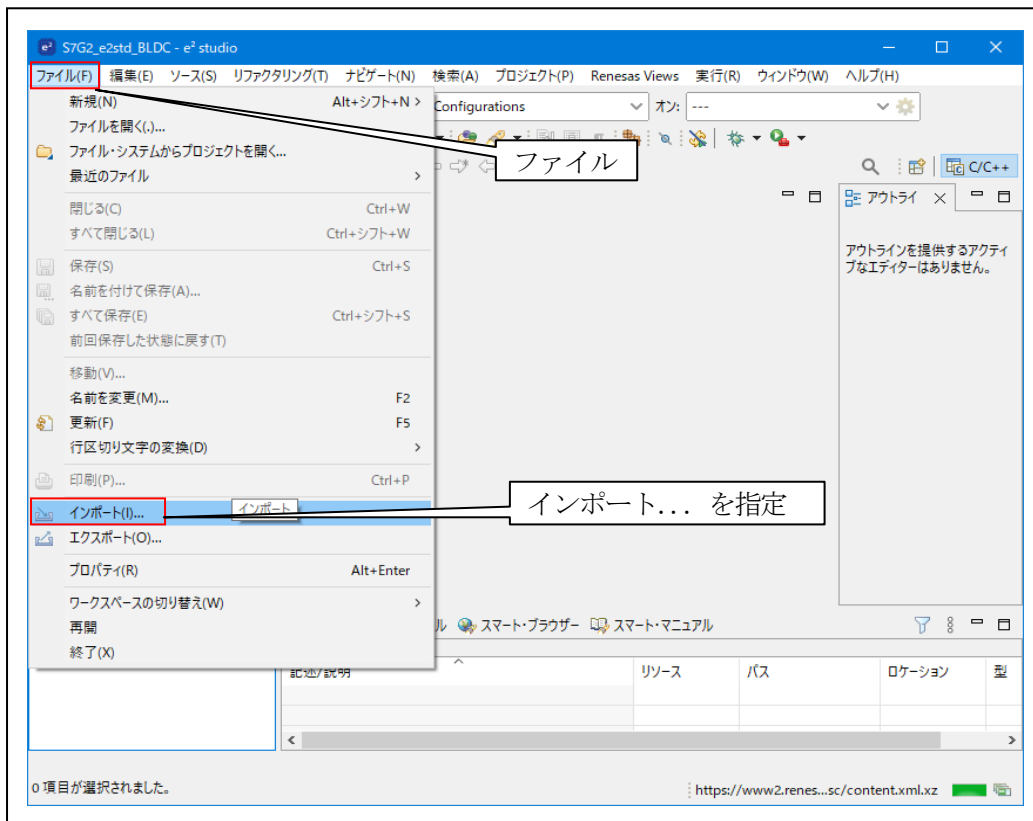 S7G2_e2std_BLDC - e² studio
ファイル(F) 編集(E) ソース(S) リファクタリング(T) ナビゲート(N) 検索(A) プロジェクト(P) Renesas Views 実行(R) ウィンドウ(W) ヘルプ(H)
新規(N) Alt+シフト+N >
Configurations オン: ---
ファイルを開く(.)...
ファイル・システムからプロジェクトを開く...
ファイル
C/C++
最近のファイル >
アウトライ
閉じる(C) Ctrl+W
すべて閉じる(L) Ctrl+シフト+W
アウトラインを提供するアクティ
ブなエディターはありません。
保存(S) Ctrl+S
名前を付けて保存(A)...
すべて保存(E) Ctrl+シフト+S
前回保存した状態に戻す(T)
移動(V)...
名前を変更(M)... F2
更新(F) F5
行区切り文字の変換(D) >
印刷(P)... Ctrl+P
インポート(I)... インポート
インポート... を指定
エクスポート(O)...
プロパティ(R) Alt+Enter
ワークスペースの切り替え(W) >
再開
ル スマート・ブラウザー スマート・マニュアル
終了(X)
記述/説明 リソース パス ロケーション 型
0 項目が選択されました。
https://www2.renes...sc/content.xml.xz